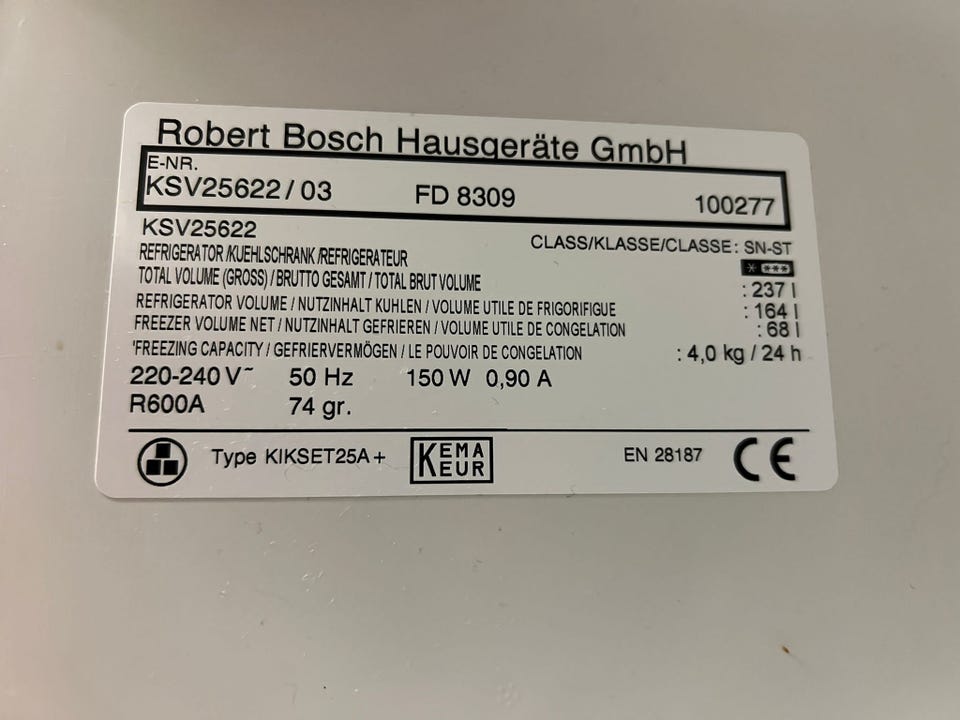 Robert Bosch Hausgeräte GmbH
E-NR.
KSV25622/03 FD 8309 100277
KSV25622 CLASS/KLASSE/CLASSE: SN-ST
REFRIGERATOR/KUEHLSCHRANK/REFRIGERATEUR * ***
TOTAL VOLUME (GROSS) / BRUTTO GESAMT / TOTAL BRUT VOLUME : 237 l
REFRIGERATOR VOLUME / NUTZINHALT KUHLEN / VOLUME UTILE DE FRIGORIFIGUE : 164 l
FREEZER VOLUME NET / NUTZINHALT GEFRIEREN / VOLUME UTILE DE CONGELATION : 68 l
'FREEZING CAPACITY / GEFRIERVERMÖGEN / LE POUVOIR DE CONGELATION : 4,0 kg / 24 h
220-240 V~ 50 Hz 150 W 0,90 A
R600A 74 gr.
Type KIKSET25A+ KEMA EUR EN 28187 CE